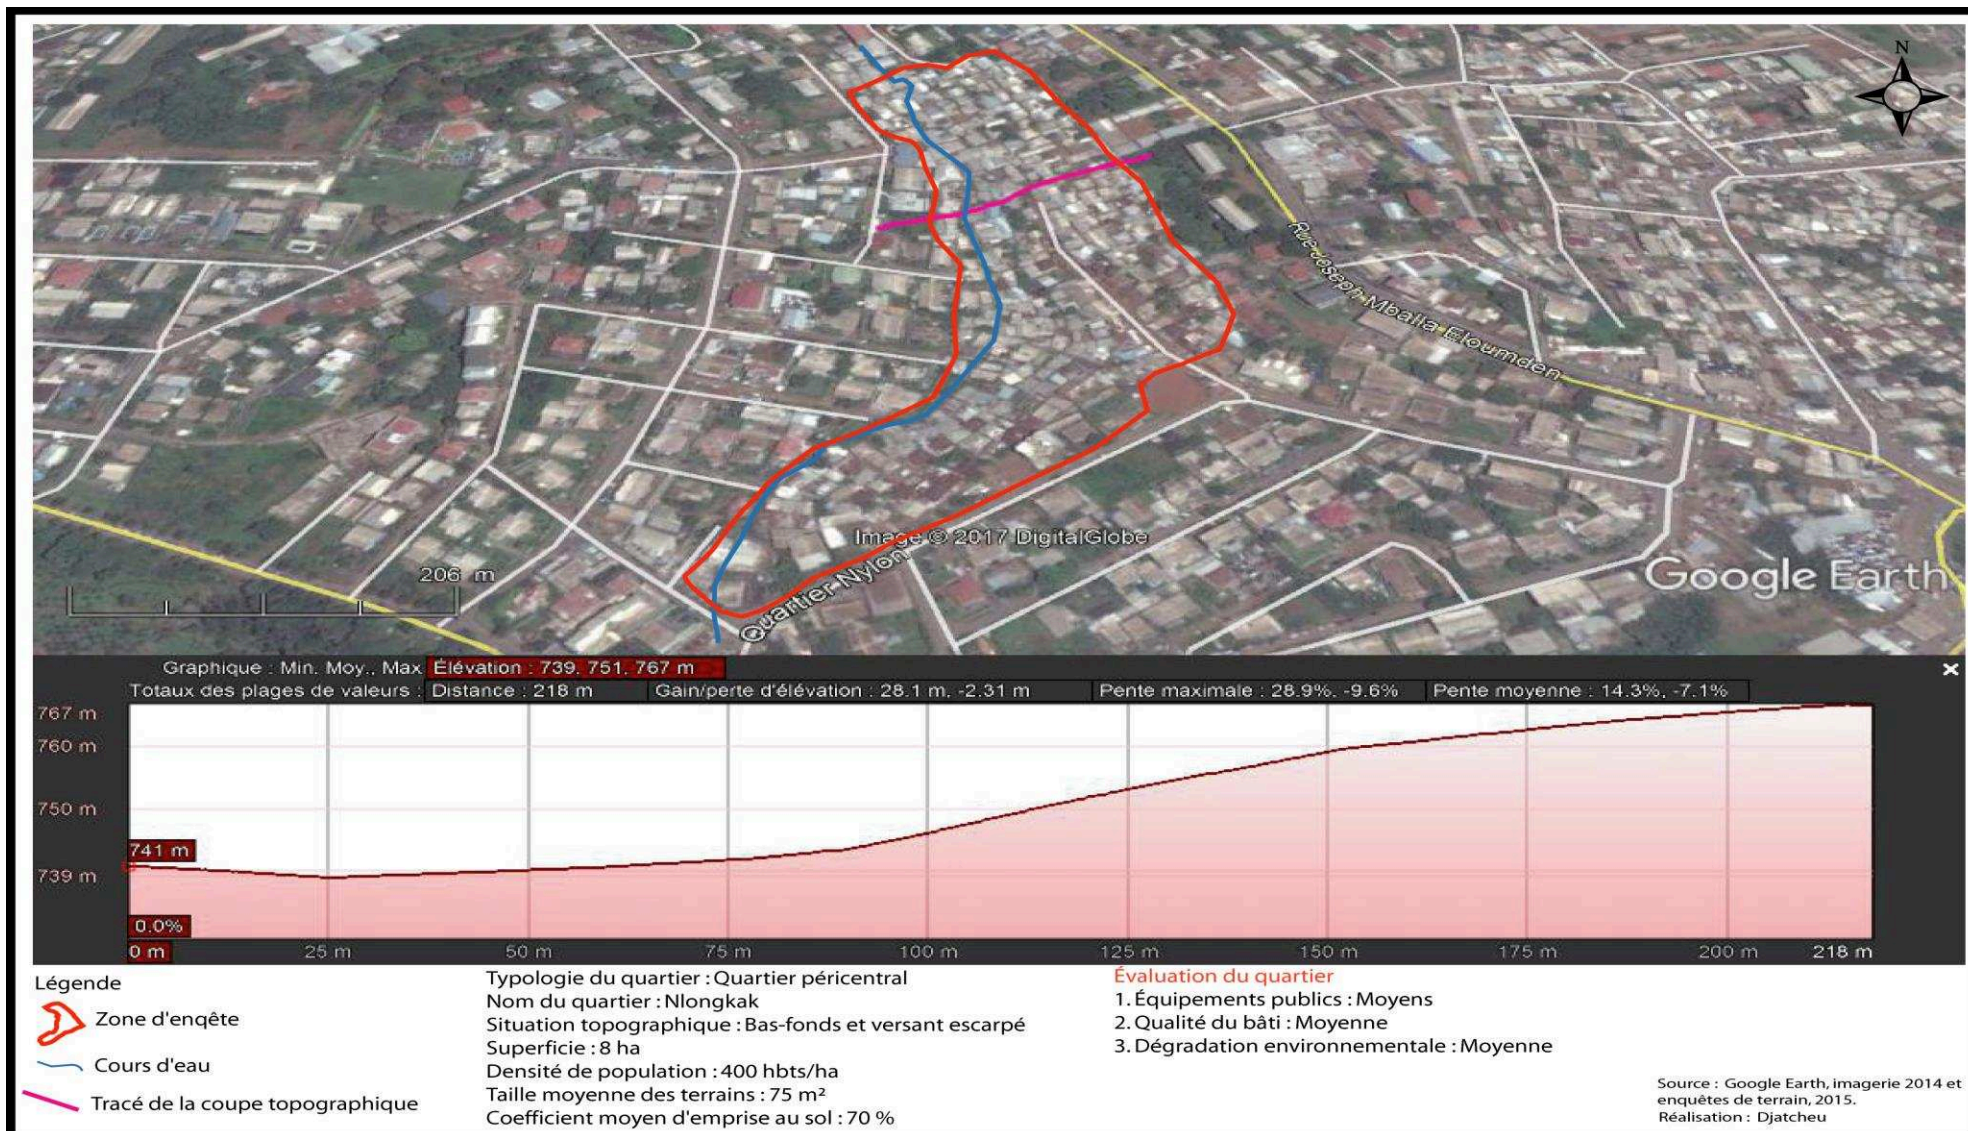 N
Rue Joseph Mballa Eloumden
Image © 2017 DigitalGlobe
Quartier Nylon
206 m
Google Earth
Graphique : Min. Moy., Max. Élévation : 739, 751, 767 m
Totaux des plages de valeurs : Distance : 218 m Gain/perte d'élévation : 28.1 m, -2.31 m Pente maximale : 28.9%, -9.6% Pente moyenne : 14.3%, -7.1%
767 m
760 m
750 m
741 m
739 m
0.0%
0 m 25 m 50 m 75 m 100 m 125 m 150 m 175 m 200 m 218 m
Légende
Zone d'enqête
Cours d'eau
Tracé de la coupe topographique
Typologie du quartier : Quartier péricentral
Nom du quartier : Nlongkak
Situation topographique : Bas-fonds et versant escarpé
Superficie : 8 ha
Densité de population : 400 hbts/ha
Taille moyenne des terrains : 75 m²
Coefficient moyen d'emprise au sol : 70 %
Évaluation du quartier
1. Équipements publics : Moyens
2. Qualité du bâti : Moyenne
3. Dégradation environnementale : Moyenne
Source : Google Earth, imagerie 2014 et
enquêtes de terrain, 2015.
Réalisation : Djatcheu